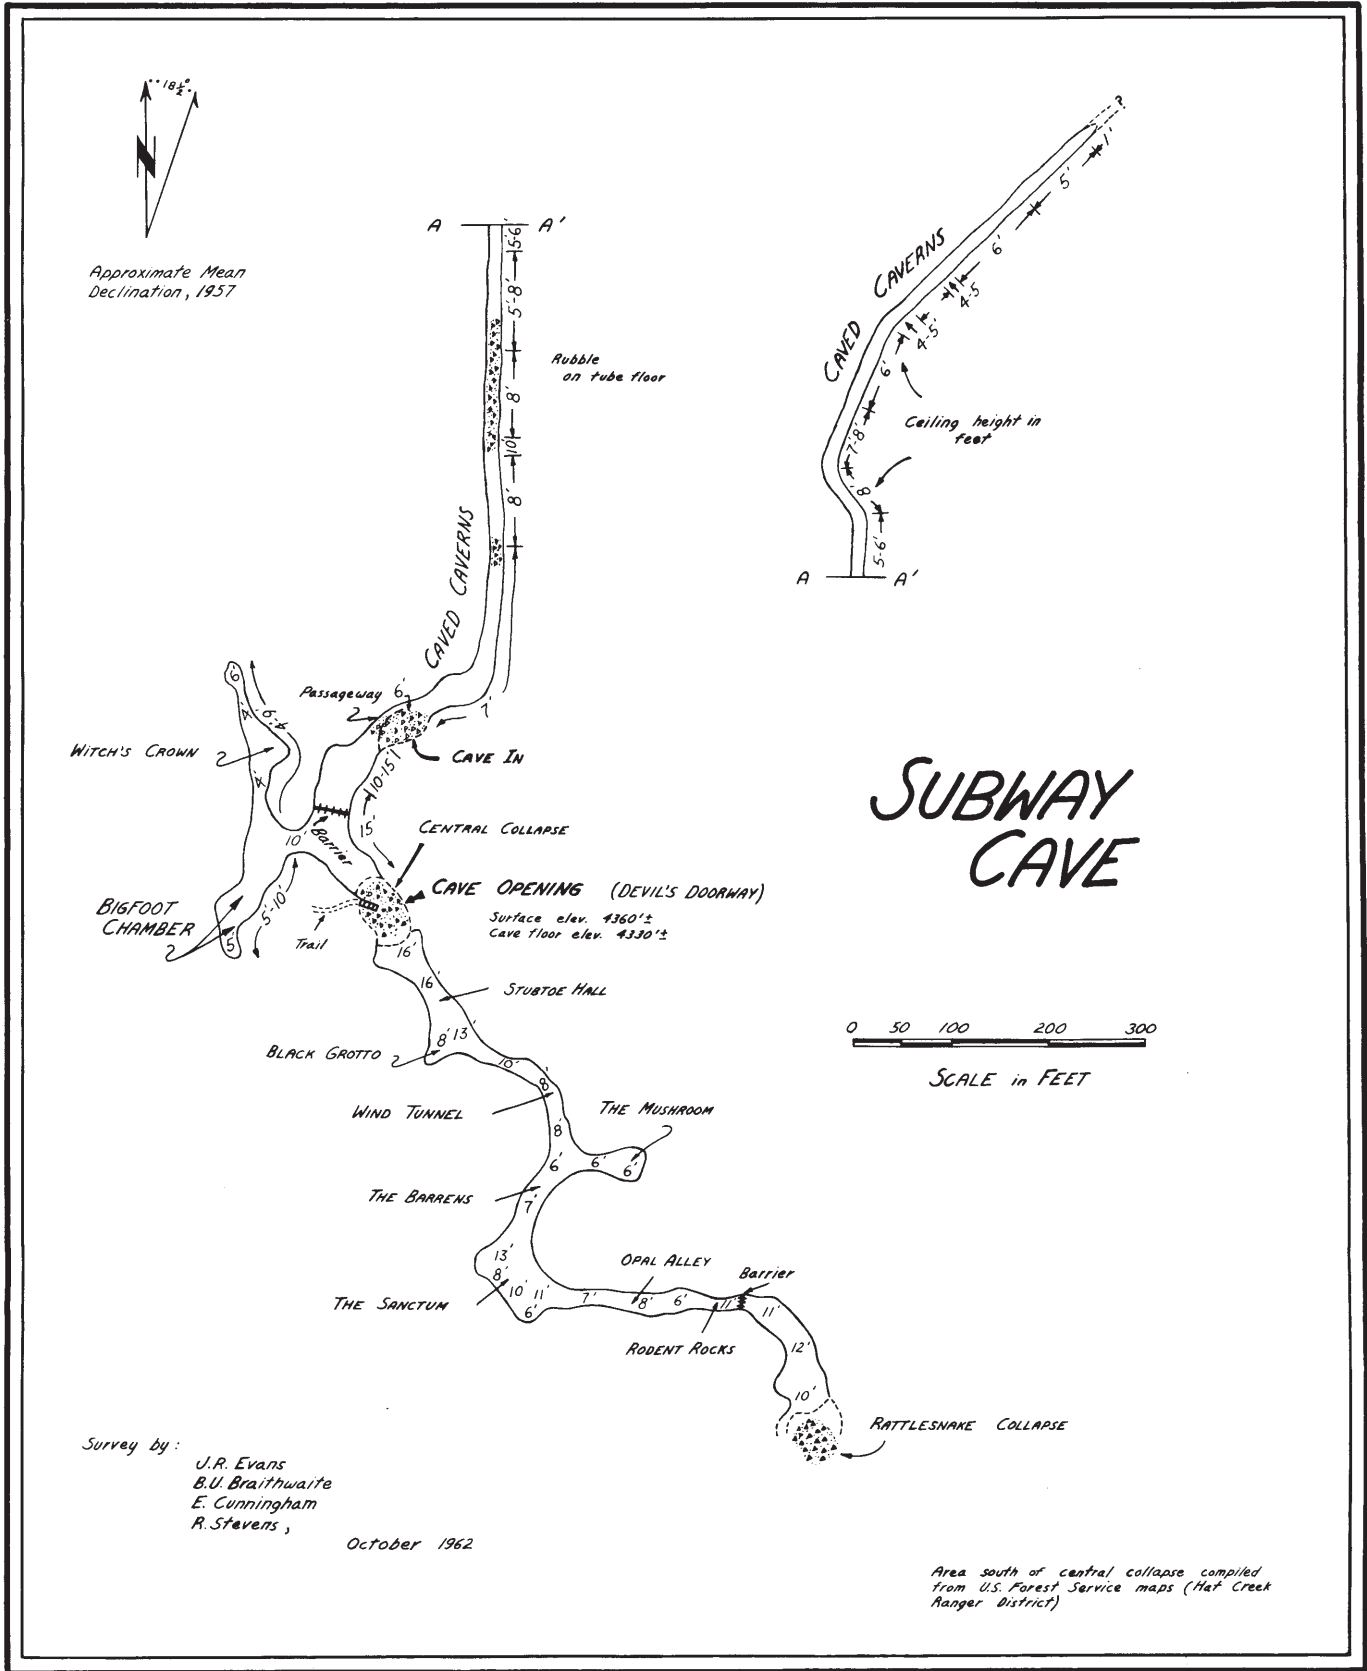 18½°
N
Approximate Mean
Declination, 1957
A
A'
5'-6'
5'-8'
8'
10'
8'
Rubble
on tube floor
CAVED CAVERNS
?
1'
5'
6'
4-5
4-5'
6'
7'-8'
8'
5-6'
CAVED CAVERNS
Ceiling height in
feet
A
A'
6'
4'
4'-6'
4'
WITCH'S CROWN
Passageway
6'
7'
CAVE IN
10-15'
15'
10'
Barrier
CENTRAL COLLAPSE
CAVE OPENING (DEVIL'S DOORWAY)
Surface elev. 4360'±
Cave floor elev. 4330'±
BIGFOOT
CHAMBER
5'-10'
5'
Trail
16'
16'
STUBTOE HALL
8'
13'
BLACK GROTTO
10'
8'
WIND TUNNEL
8'
THE MUSHROOM
6'
6'
6'
THE BARRENS
7'
13'
8'
10'
11'
6'
THE SANCTUM
OPAL ALLEY
Barrier
7'
8'
6'
11'
11'
RODENT ROCKS
12'
10'
RATTLESNAKE COLLAPSE
SUBWAY
CAVE
0 50 100 200 300
SCALE in FEET
Survey by:
J.R. Evans
B.U. Braithwaite
E. Cunningham
R. Stevens,
October 1962
Area south of central collapse compiled
from U.S. Forest Service maps (Hat Creek
Ranger District)